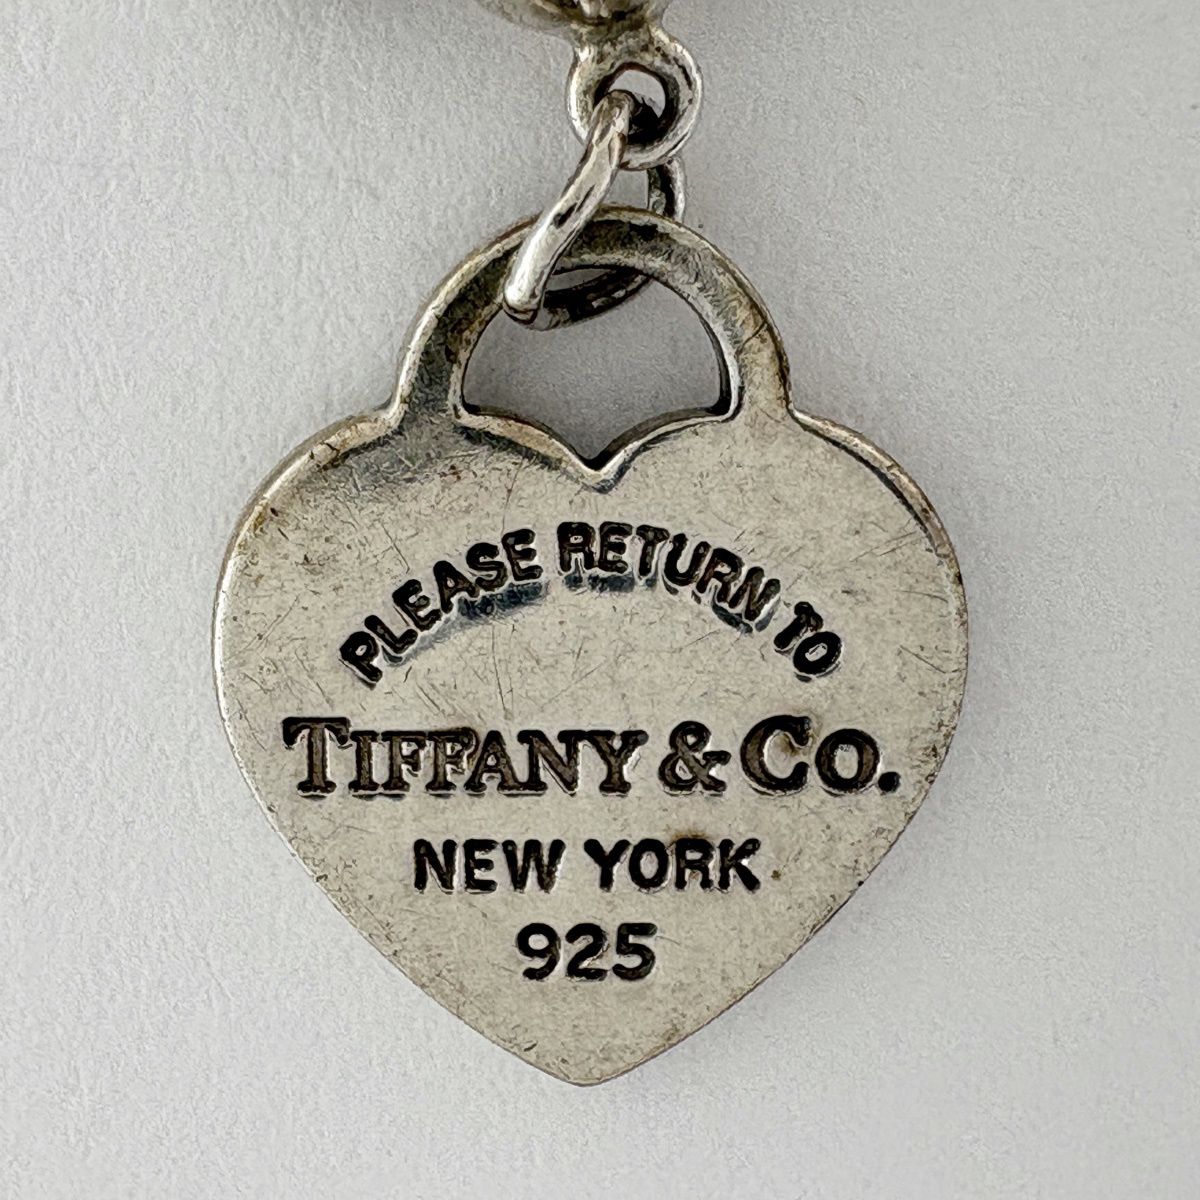 PLEASE RETURN TO
TIFFANY & CO.
NEW YORK
925